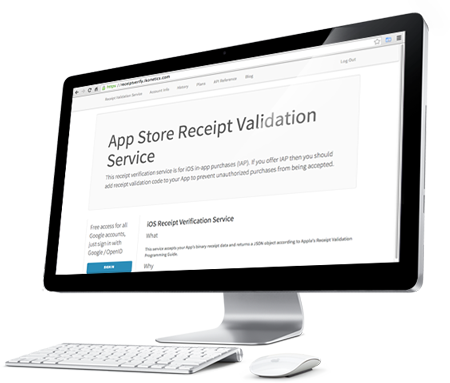 https://receiptverify.beneteu.com
Receipt Validation Service Network Info History Plans API Reference Blog Log Out
App Store Receipt Validation
Service
This receipt verification service is for iOS in app purchases (IAP). If you offer IAP then you should
add receipt validation code to your App to prevent unauthorized purchases from being accepted.
Free access for all
Google accounts,
just sign in with
Google / OpenID
SIGN IN
iOS Receipt Verification Service
What
This service accepts your App's binary receipt data and returns a JSON object according to Apple's Receipt Validation
Programming Guide.
Why